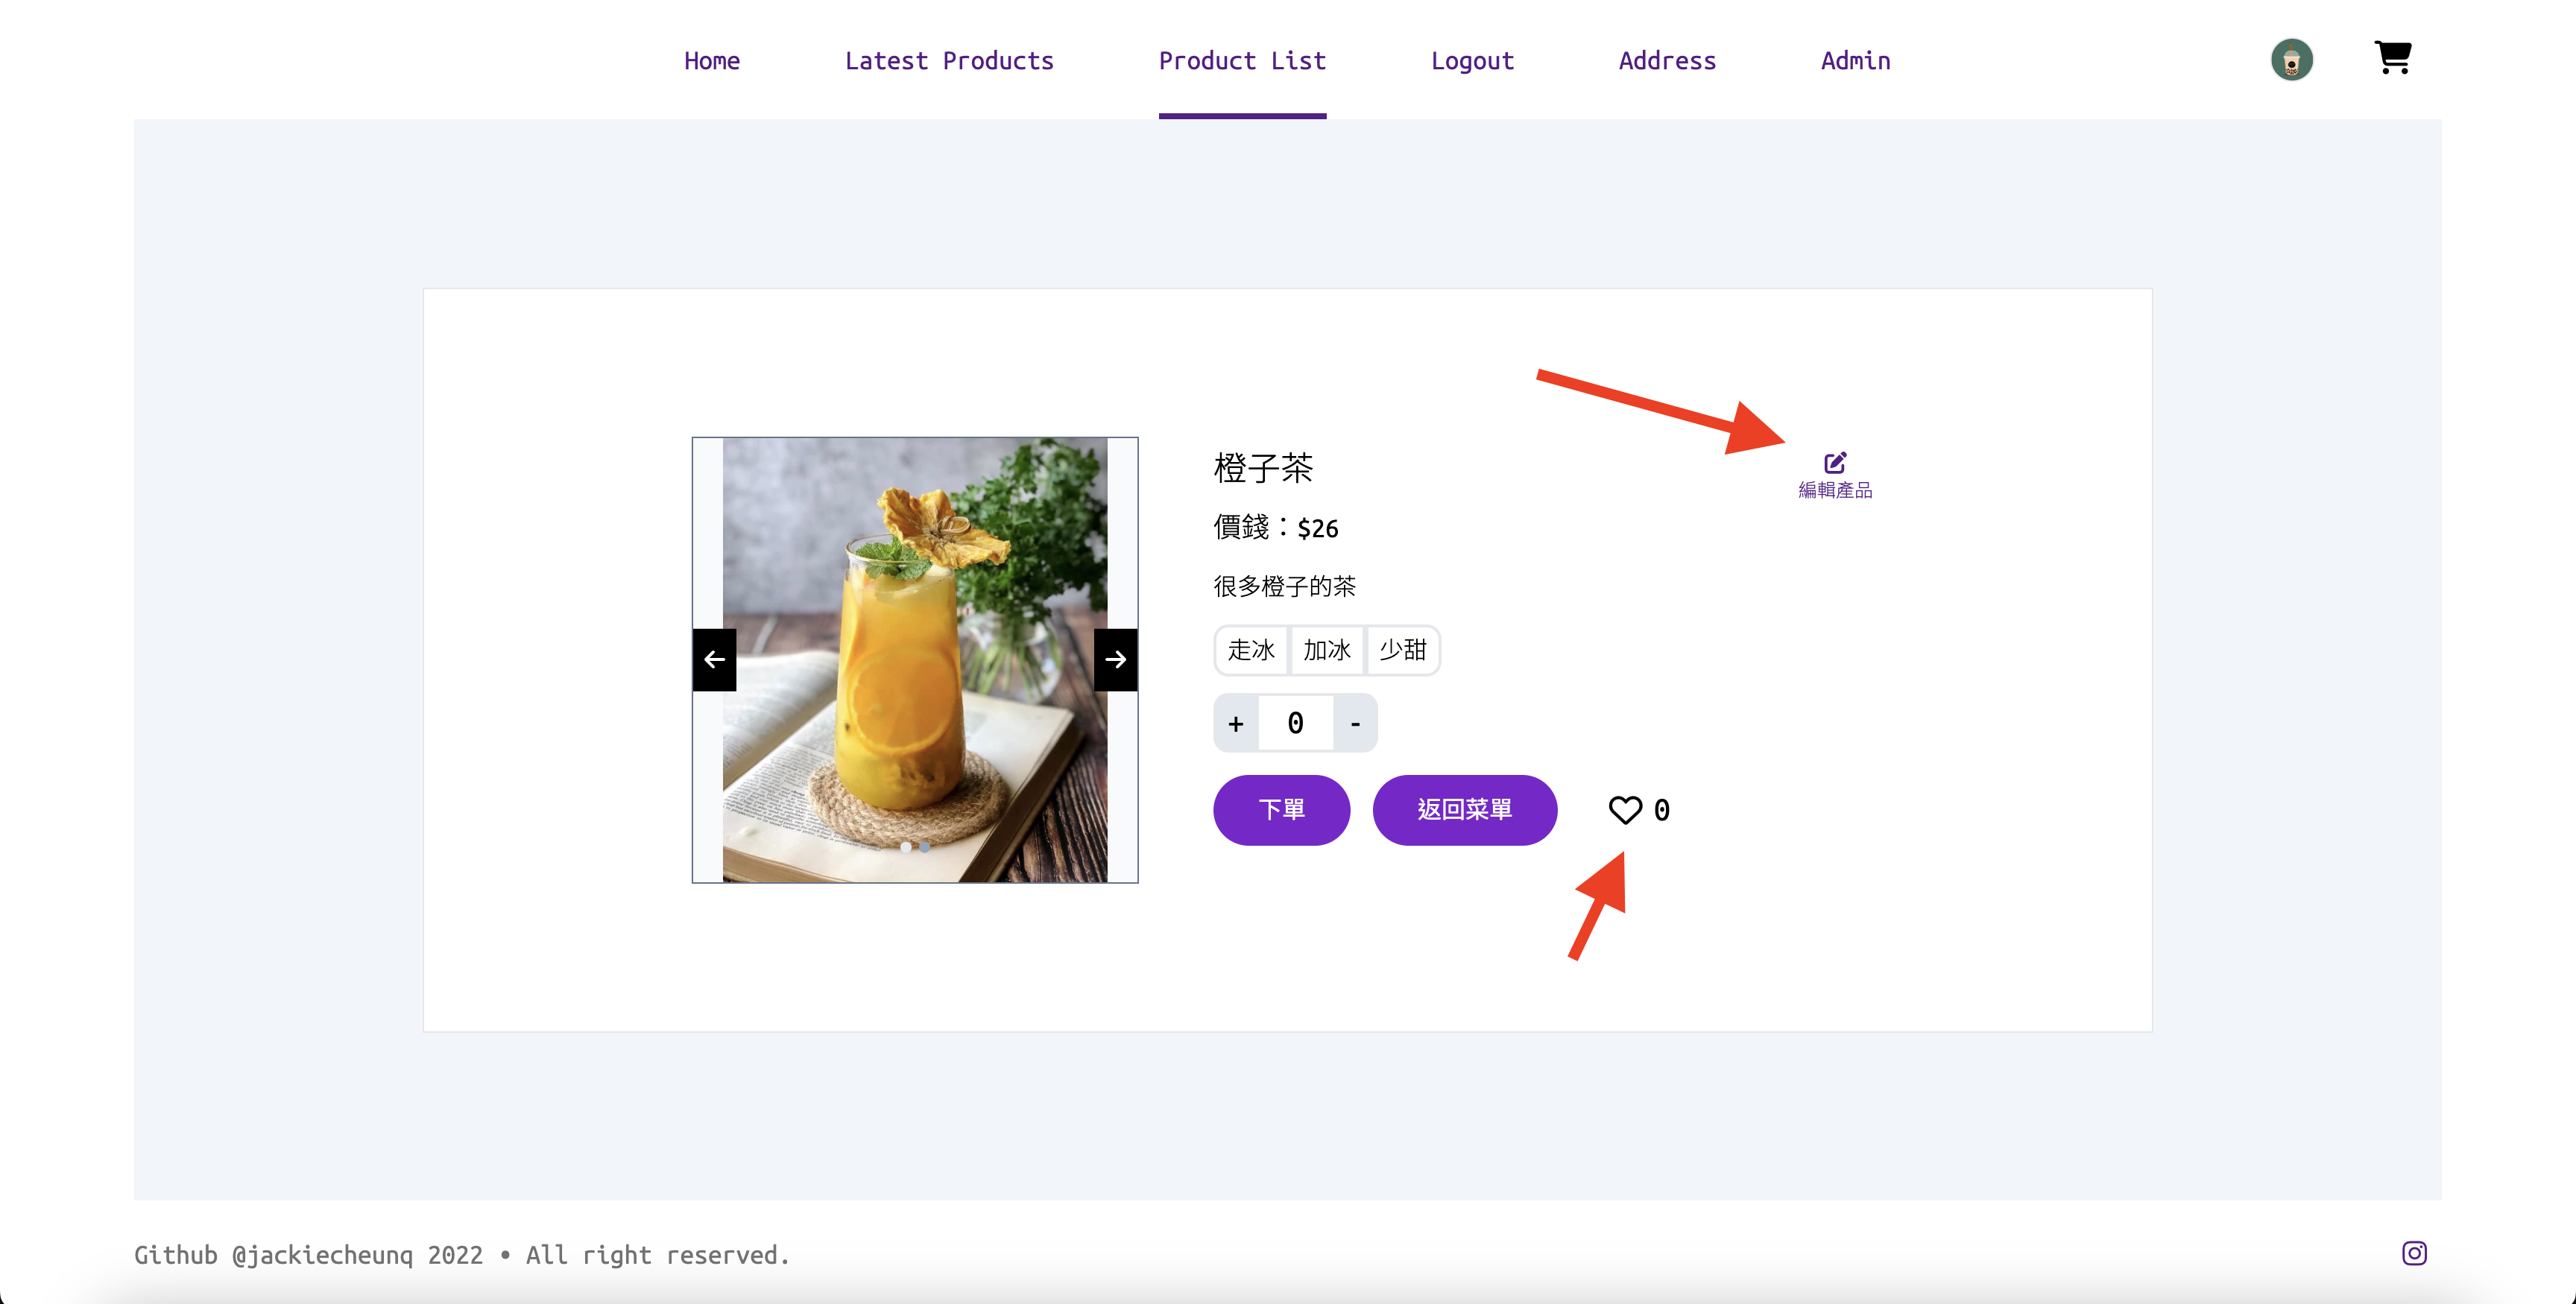 Home Latest Products Product List Logout Address Admin
橙子茶
編輯產品
價錢：$26
很多橙子的茶
走冰 加冰 少甜
+ 0 -
下單 返回菜單 0
Github @jackiecheunq 2022 • All right reserved.